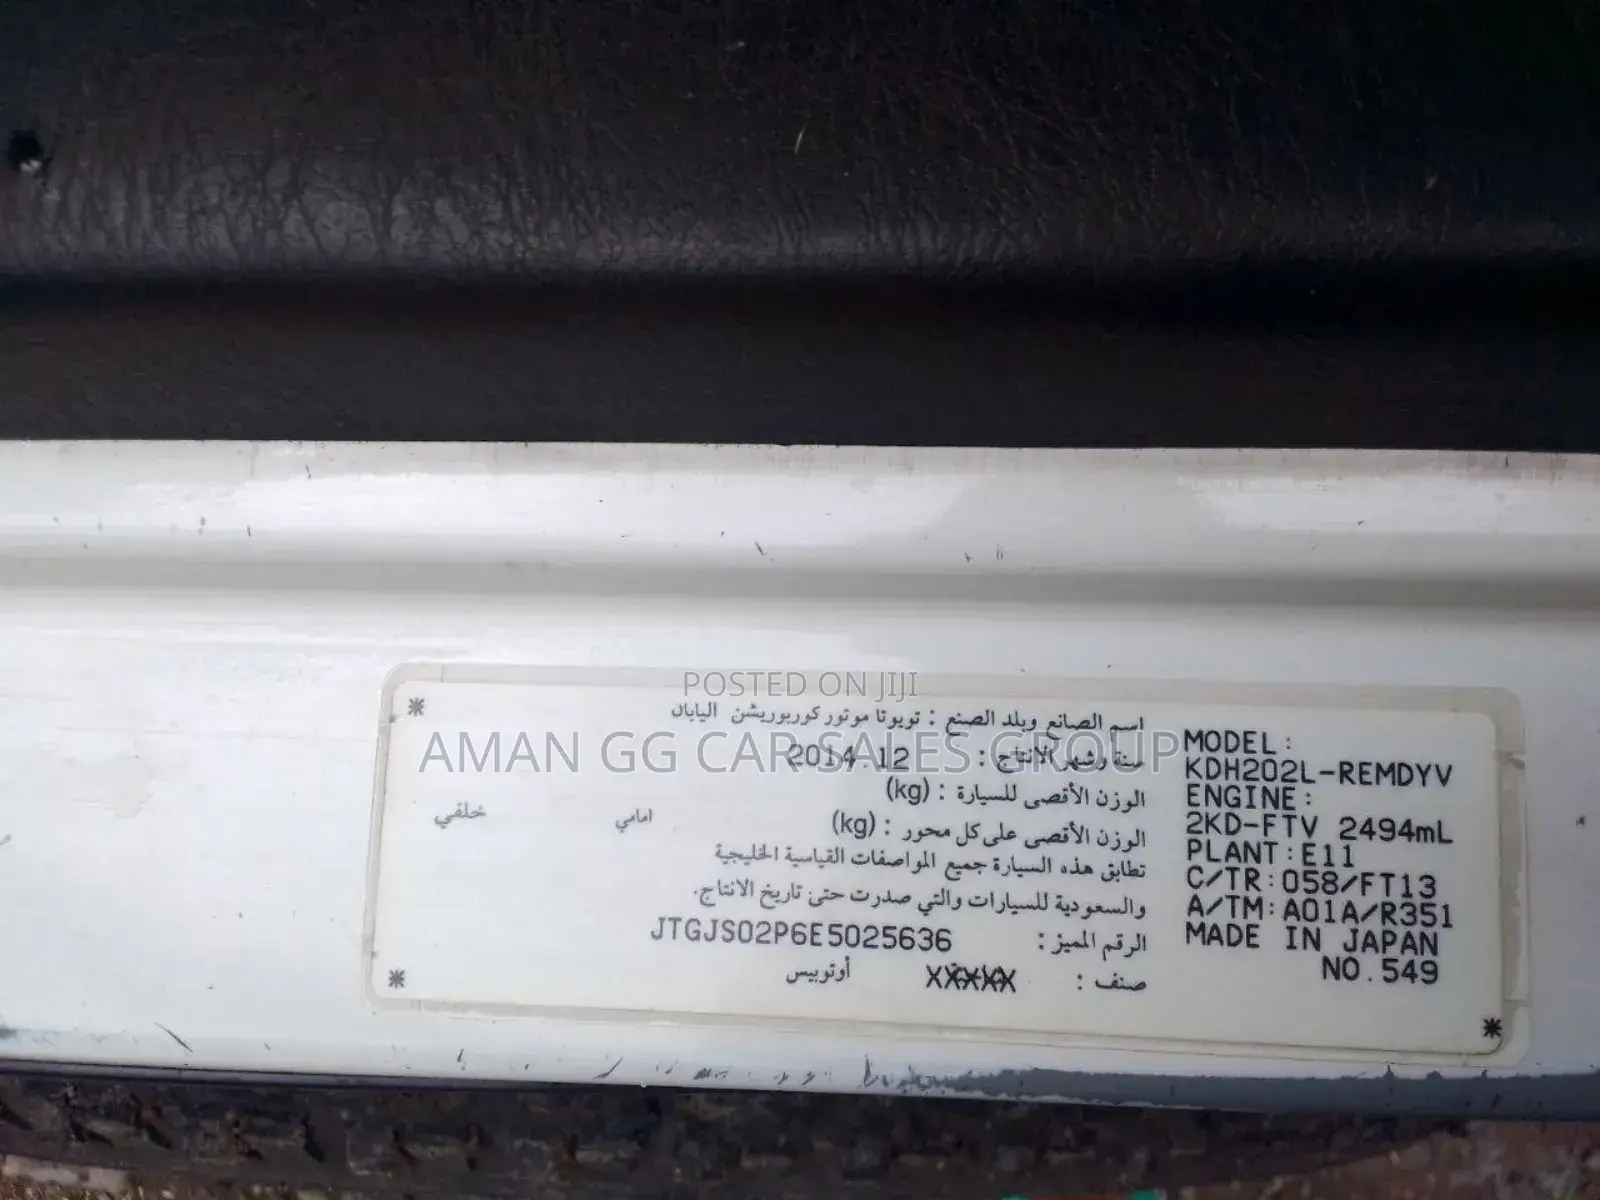 POSTED ON JIJI
AMAN GG CAR SALES GROUP
اسم الصانع وبلد الصنع : تويوتا موتور كوربوريشن اليابان
سنة وشهر الانتاج : 2014.12
الوزن الأقصى للسيارة : (kg)
الوزن الأقصى على كل محور : (kg) امامي خلفي
تطابق هذه السيارة جميع المواصفات القياسية الخليجية
والسعودية للسيارات والتي صدرت حتى تاريخ الانتاج.
الرقم المميز : JTGJS02P6E5025636
صنف : XXXXX أوتوبيس
MODEL:
KDH202L-REMDYV
ENGINE:
2KD-FTV 2494mL
PLANT:E11
C/TR:058/FT13
A/TM:A01A/R351
MADE IN JAPAN
NO.549